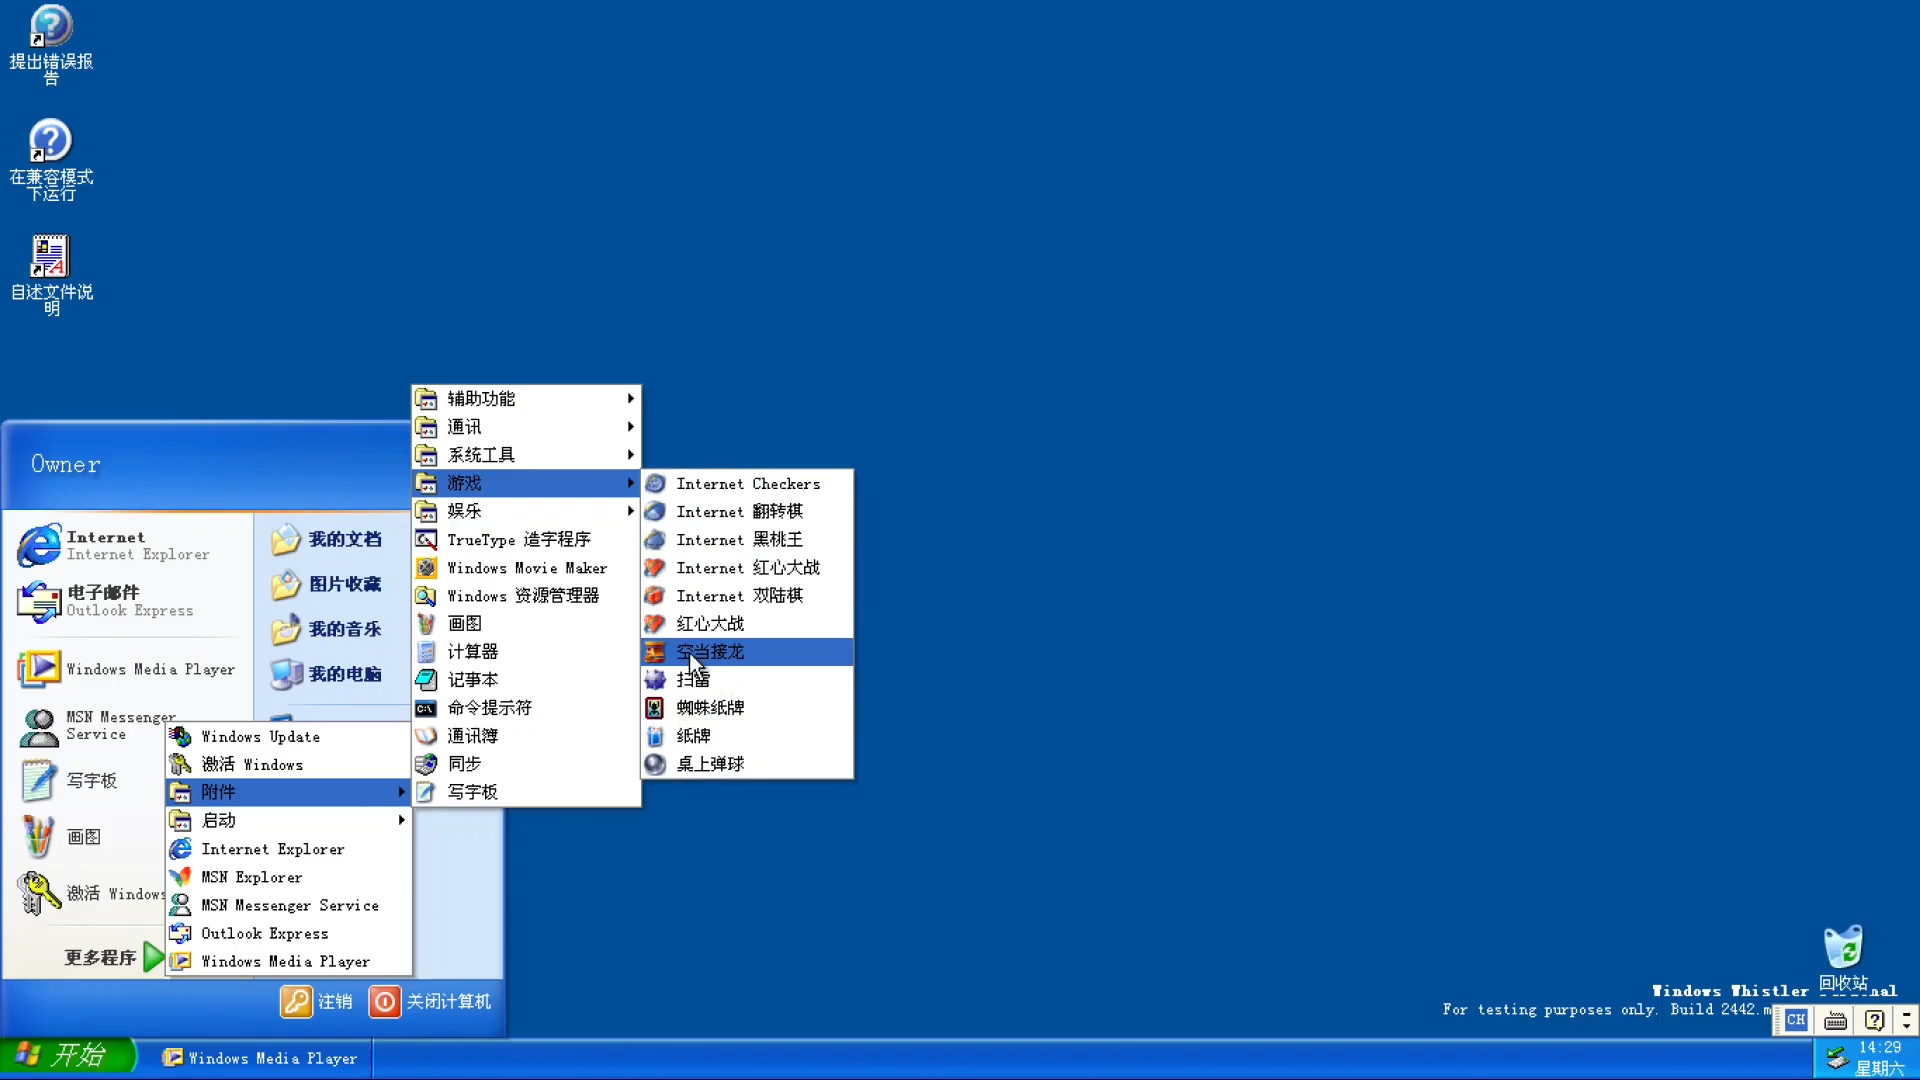 提出错误报
告
在兼容模式
下运行
自述文件说
明
Owner
Internet
Internet Explorer
电子邮件
Outlook Express
Windows Media Player
MSN Messenger
Service
写字板
画图
激活 Windows
更多程序
我的文档
图片收藏
我的音乐
我的电脑
Windows Update
激活 Windows
附件
启动
Internet Explorer
MSN Explorer
MSN Messenger Service
Outlook Express
Windows Media Player
辅助功能
通讯
系统工具
游戏
娱乐
TrueType 造字程序
Windows Movie Maker
Windows 资源管理器
画图
计算器
记事本
命令提示符
通讯簿
同步
写字板
Internet Checkers
Internet 翻转棋
Internet 黑桃王
Internet 红心大战
Internet 双陆棋
红心大战
空当接龙
扫雷
蜘蛛纸牌
纸牌
桌上弹球
注销
关闭计算机
开始
Windows Media Player
回收站
Windows Whistler
For testing purposes only. Build 2442.m
CH
14:29
星期六